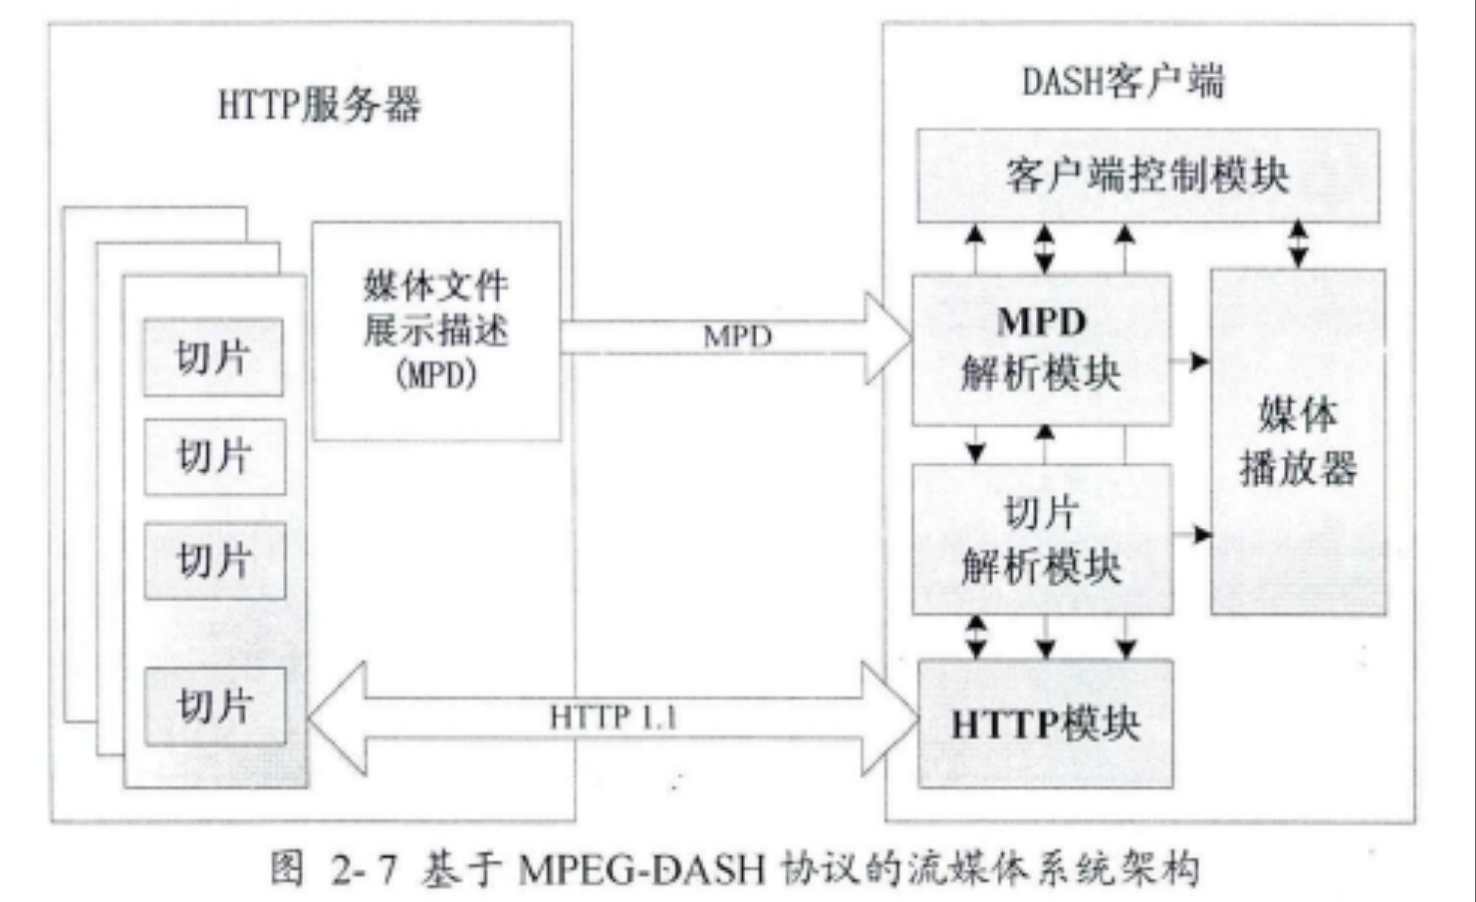 HTTP服务器
切片
切片
切片
切片
媒体文件
展示描述
(MPD)
MPD
HTTP 1.1
DASH客户端
客户端控制模块
MPD
解析模块
切片
解析模块
HTTP模块
媒体
播放器
图 2-7 基于 MPEG-DASH 协议的流媒体系统架构